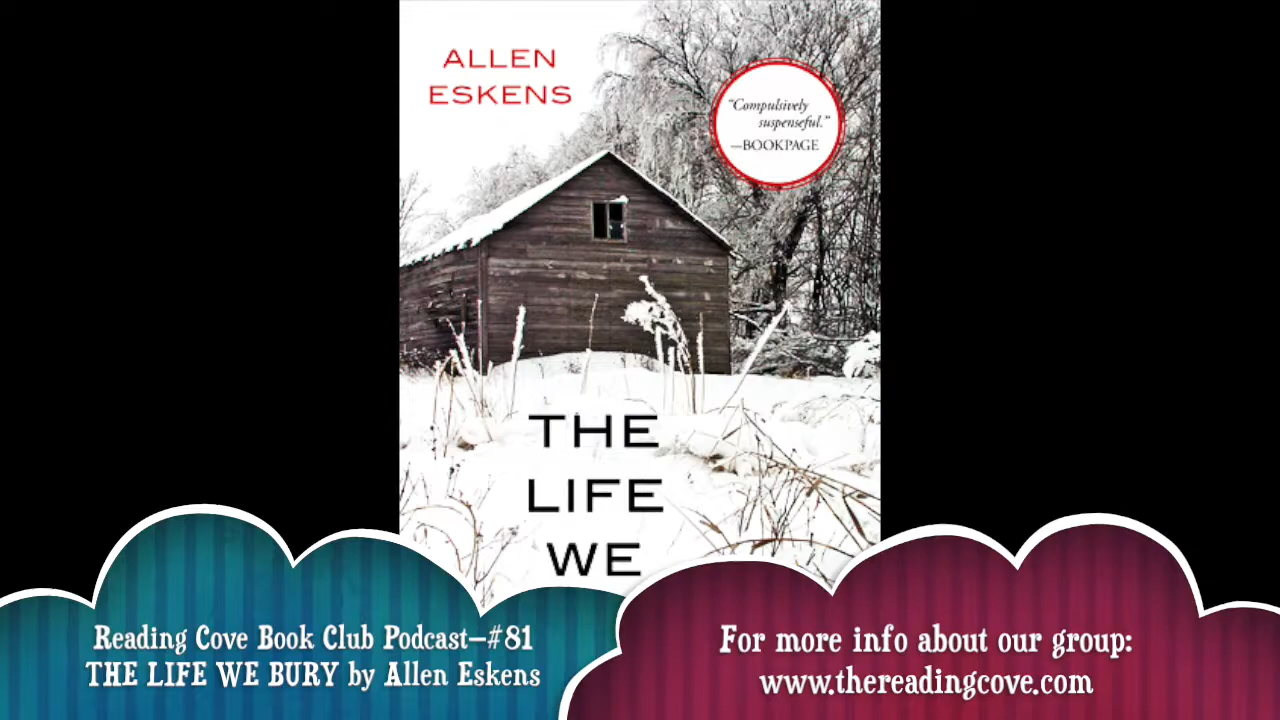 ALLEN
ESKENS
“Compulsively
suspenseful.”
—BOOKPAGE
THE
LIFE
WE
Reading Cove Book Club Podcast—#81
THE LIFE WE BURY by Allen Eskens
For more info about our group:
www.thereadingcove.com